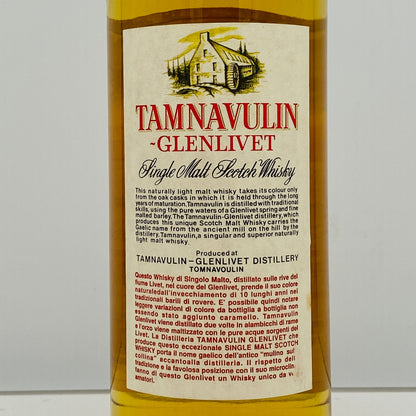 TAMNAVULIN
~GLENLIVET
Single Malt Scotch Whisky
This naturally light malt whisky takes its colour only
from the oak casks in which it is held through the long
years of maturation. Tamnavulin is distilled with traditional
skills, using the pure waters of a Glenlivet spring and fine
malted barley. The Tamnavulin-Glenlivet distillery, which
produces this unique Scotch Malt Whisky carries the
Gaelic name from the ancient mill on the hill by the
distillery. Tamnavulin, a singular and superior naturally
light malt whisky.
Produced at
TAMNAVULIN-GLENLIVET DISTILLERY
TOMNAVOULIN
Questo Whisky di Singolo Malto, distillato sulle rive del
fiume Livet, nel cuore del Glenlivet, prende il suo colore
naturaledall'invecchiamento di 10 lunghi anni nei
tradizionali barili di rovere. E' possibile quindi notare
leggere variazioni di colore da bottiglia a bottiglia non
essendo stato aggiunto caramello. Tamnavulin
Glenlivet viene distillato due volte in alambicchi di rame
e l'orzo viene maltizzato con le pure acque sorgenti del
Livet. La Distilleria TAMNAVULIN GLENLIVET che
produce questo eccezionale SINGLE MALT SCOTCH
WHISKY porta il nome gaelico dell'antico "mulino sulla
collina" accantoalla distilleria. Il rispetto della
tradizione e la favolosa posizione con il suo microclima
fanno di questo Glenlivet un Whisky unico da veri
amatori.